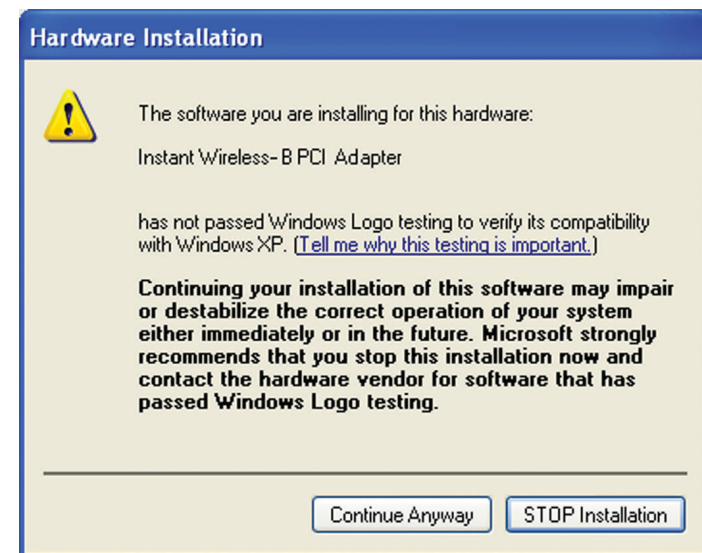 Hardware Installation
The software you are installing for this hardware:
Instant Wireless-B PCI Adapter
has not passed Windows Logo testing to verify its compatibility
with Windows XP. (Tell me why this testing is important.)
Continuing your installation of this software may impair
or destabilize the correct operation of your system
either immediately or in the future. Microsoft strongly
recommends that you stop this installation now and
contact the hardware vendor for software that has
passed Windows Logo testing.
Continue Anyway
STOP Installation